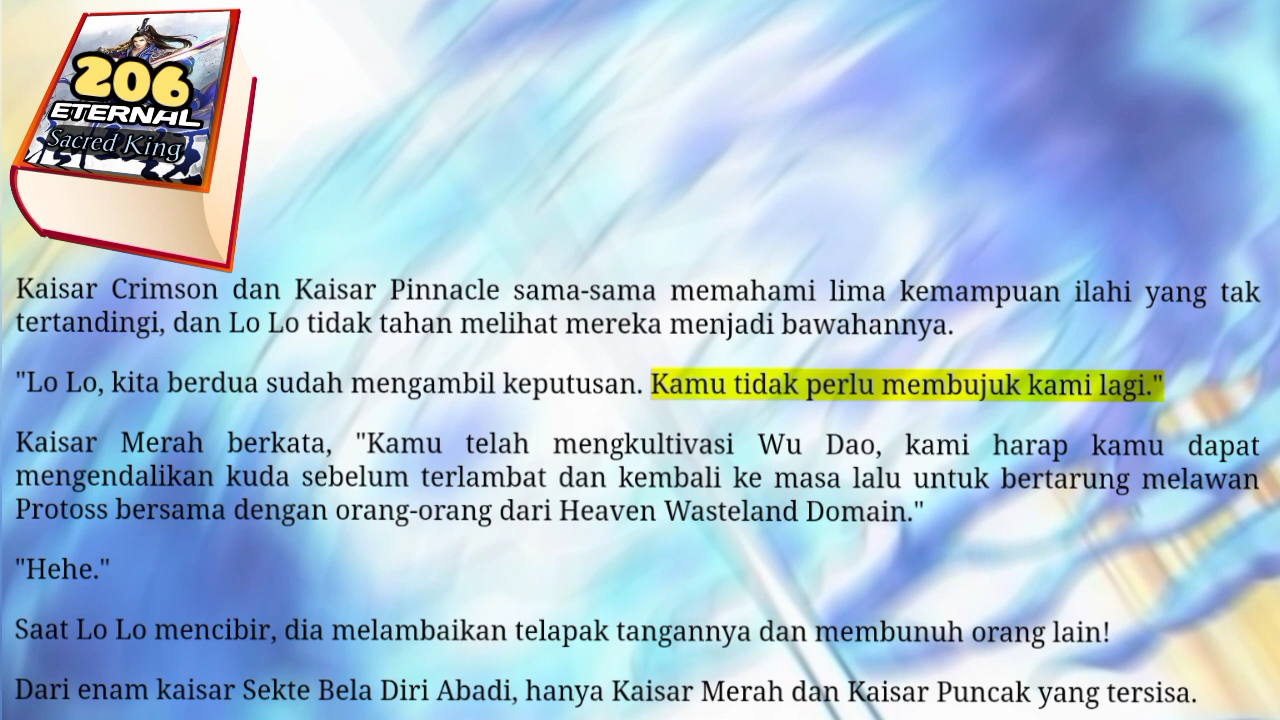 206
ETERNAL
Sacred King
Kaisar Crimson dan Kaisar Pinnacle sama-sama memahami lima kemampuan ilahi yang tak
tertandingi, dan Lo Lo tidak tahan melihat mereka menjadi bawahannya.
"Lo Lo, kita berdua sudah mengambil keputusan. Kamu tidak perlu membujuk kami lagi."
Kaisar Merah berkata, "Kamu telah mengkultivasi Wu Dao, kami harap kamu dapat
mengendalikan kuda sebelum terlambat dan kembali ke masa lalu untuk bertarung melawan
Protoss bersama dengan orang-orang dari Heaven Wasteland Domain."
"Hehe."
Saat Lo Lo mencibir, dia melambaikan telapak tangannya dan membunuh orang lain!
Dari enam kaisar Sekte Bela Diri Abadi, hanya Kaisar Merah dan Kaisar Puncak yang tersisa.